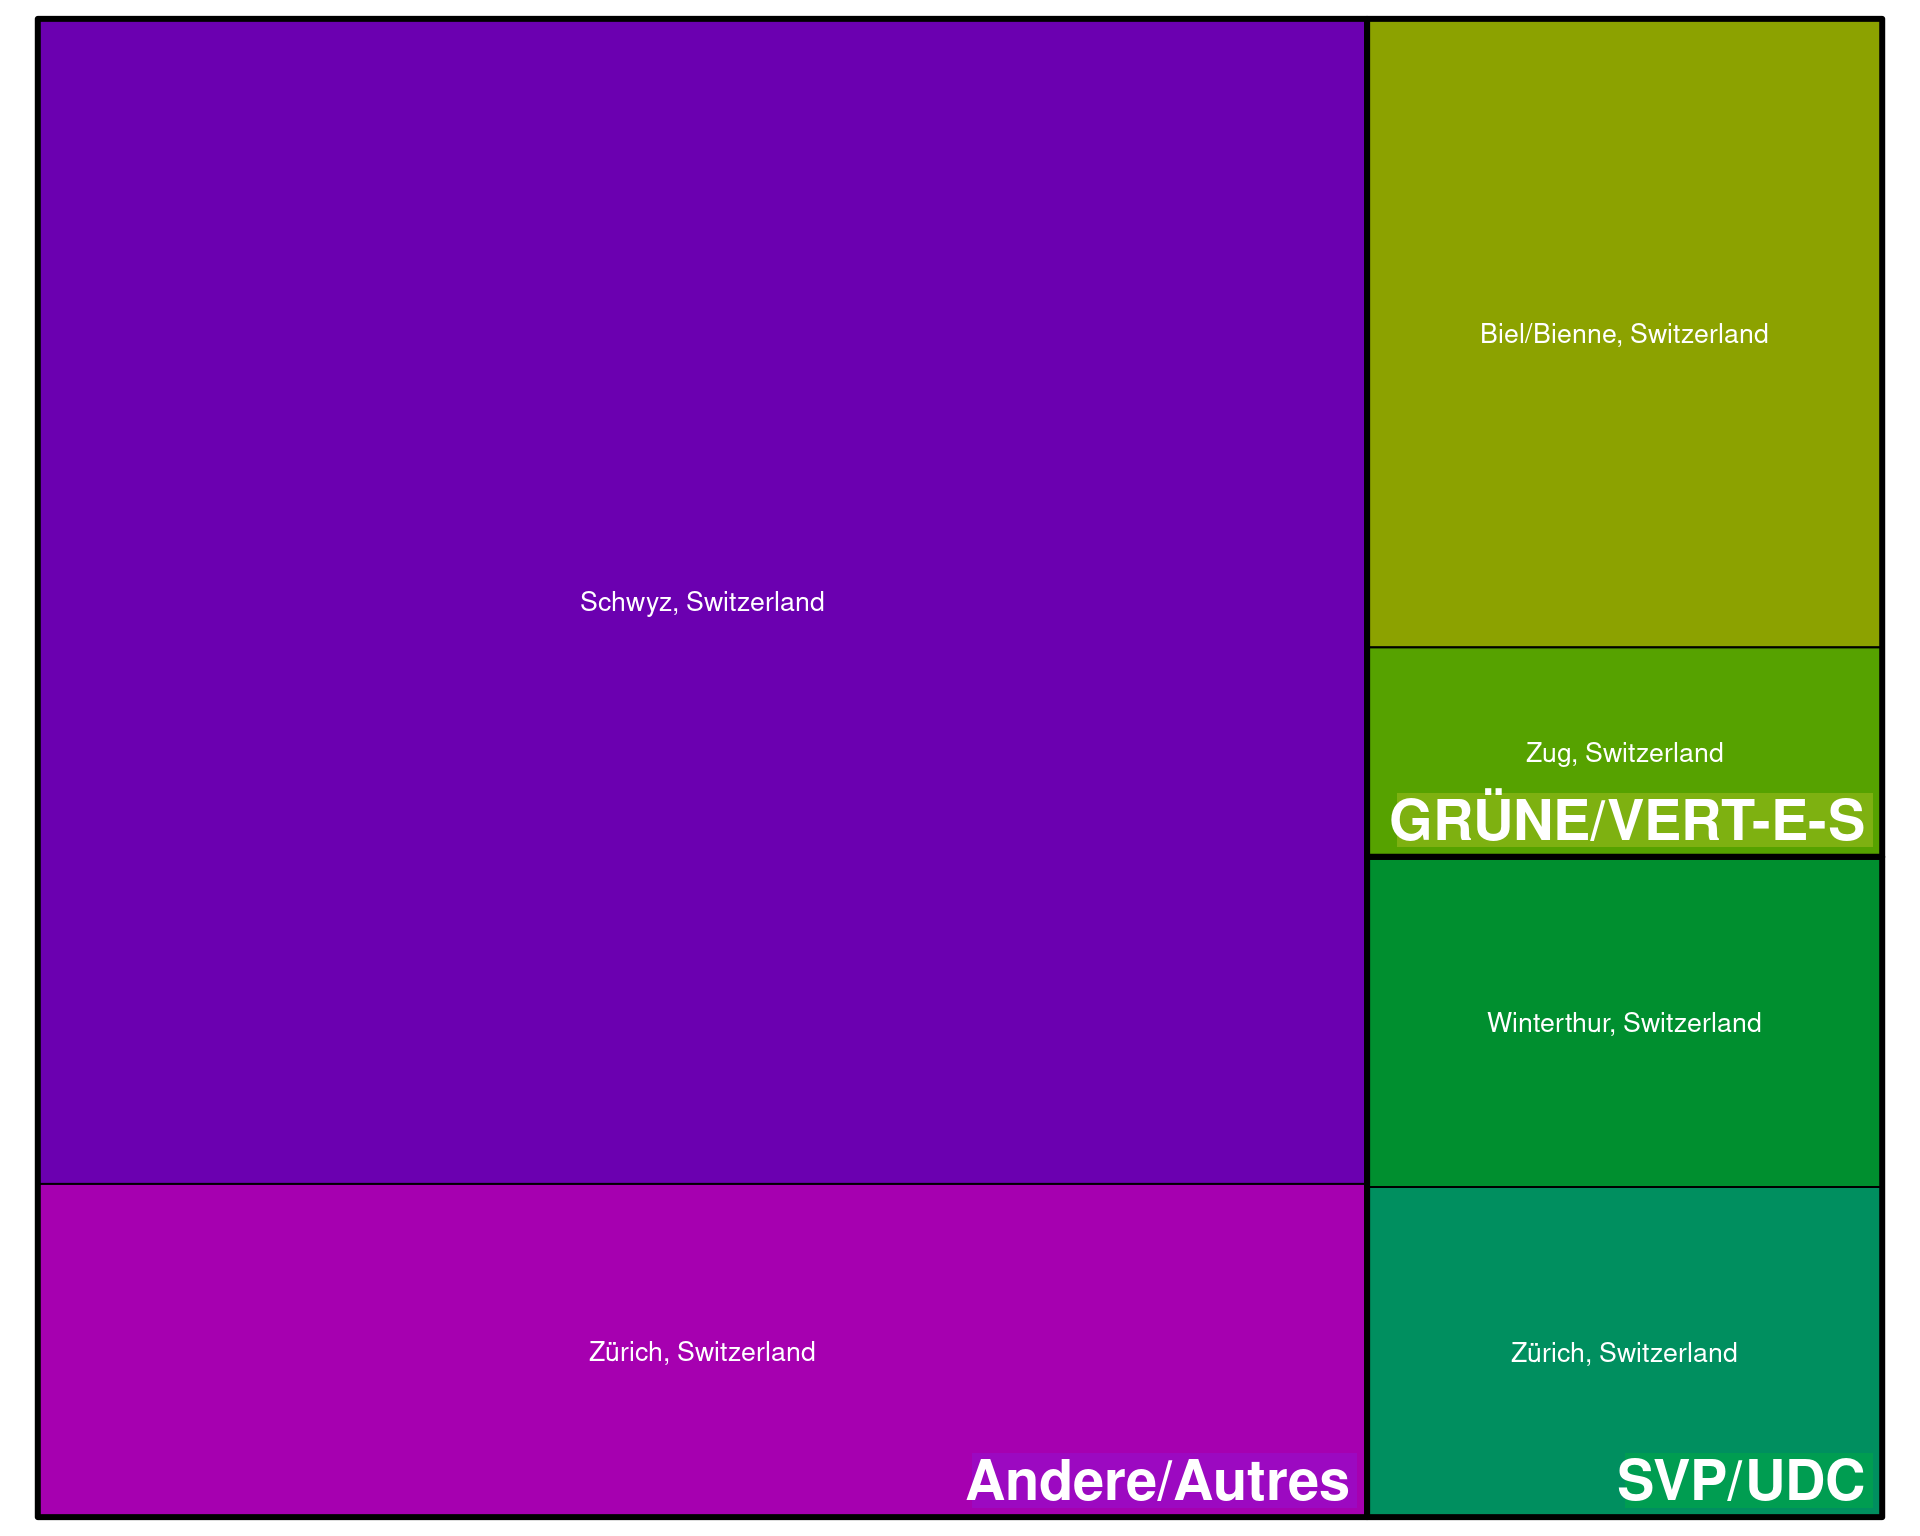 Schwyz, Switzerland
Zürich, Switzerland
Andere/Autres
Biel/Bienne, Switzerland
Zug, Switzerland
GRÜNE/VERT-E-S
Winterthur, Switzerland
Zürich, Switzerland
SVP/UDC